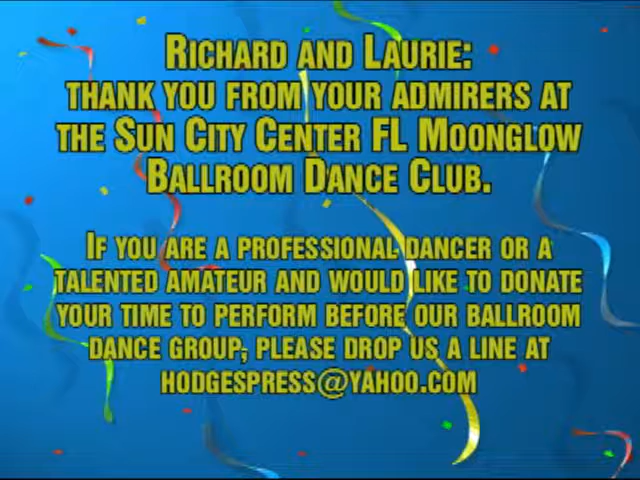 Richard and Laurie:
thank you from your admirers at
the Sun City Center FL Moonglow
Ballroom Dance Club.
If you are a professional dancer or a
talented amateur and would like to donate
your time to perform before our ballroom
dance group, please drop us a line at
hodgespress@yahoo.com